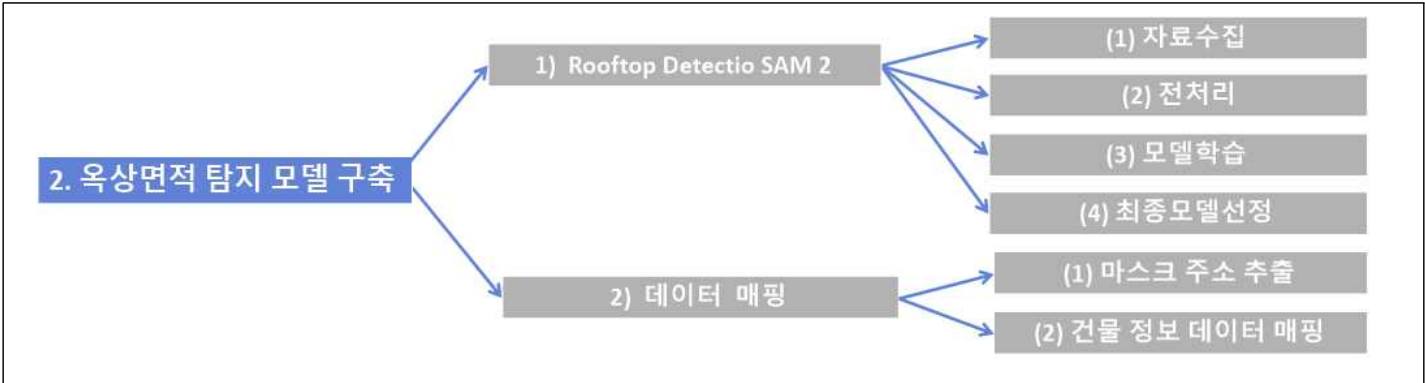 2. 옥상면적 탐지 모델 구축
1) Rooftop Detectio SAM 2
(1) 자료수집
(2) 전처리
(3) 모델학습
(4) 최종모델선정
2) 데이터 매핑
(1) 마스크 주소 추출
(2) 건물 정보 데이터 매핑